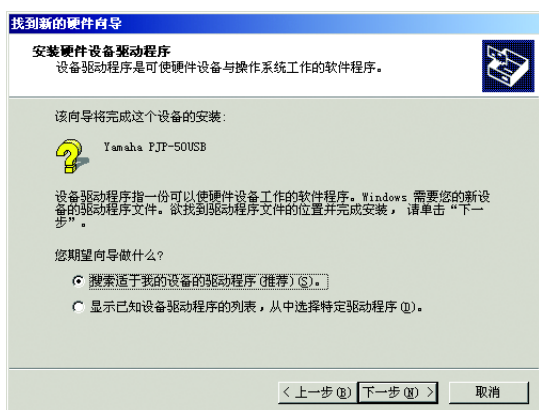 找到新的硬件向导
安装硬件设备驱动程序
设备驱动程序是可使硬件设备与操作系统工作的软件程序。
该向导将完成这个设备的安装:
Yamaha PJP-50USB
设备驱动程序指一份可以使硬件设备工作的软件程序。Windows 需要您的新设
备的驱动程序文件。欲找到驱动程序文件的位置并完成安装，请单击“下一
步”。
您期望向导做什么?
搜索适于我的设备的驱动程序(推荐)(S)。
显示已知设备驱动程序的列表，从中选择特定驱动程序(D)。
< 上一步(B) 下一步(N) > 取消